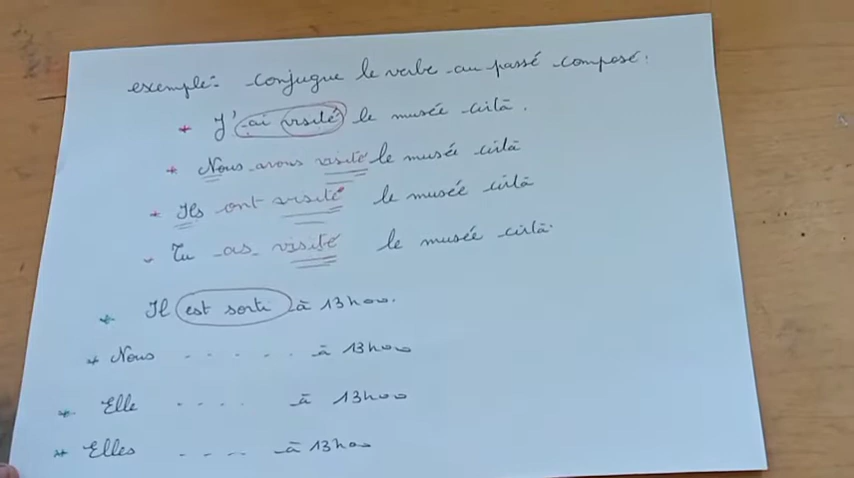 exemple: conjugue le verbe au passé composé.
* J'ai visité le musée cirta.
* Nous avons visité le musée cirta
* Ils ont visité le musée cirta
- Tu as visité le musée cirta.
* Il est sorti à 13h00.
* Nous ...... à 13h00
* Elle .... à 13h00
* Elles .... à 13h00